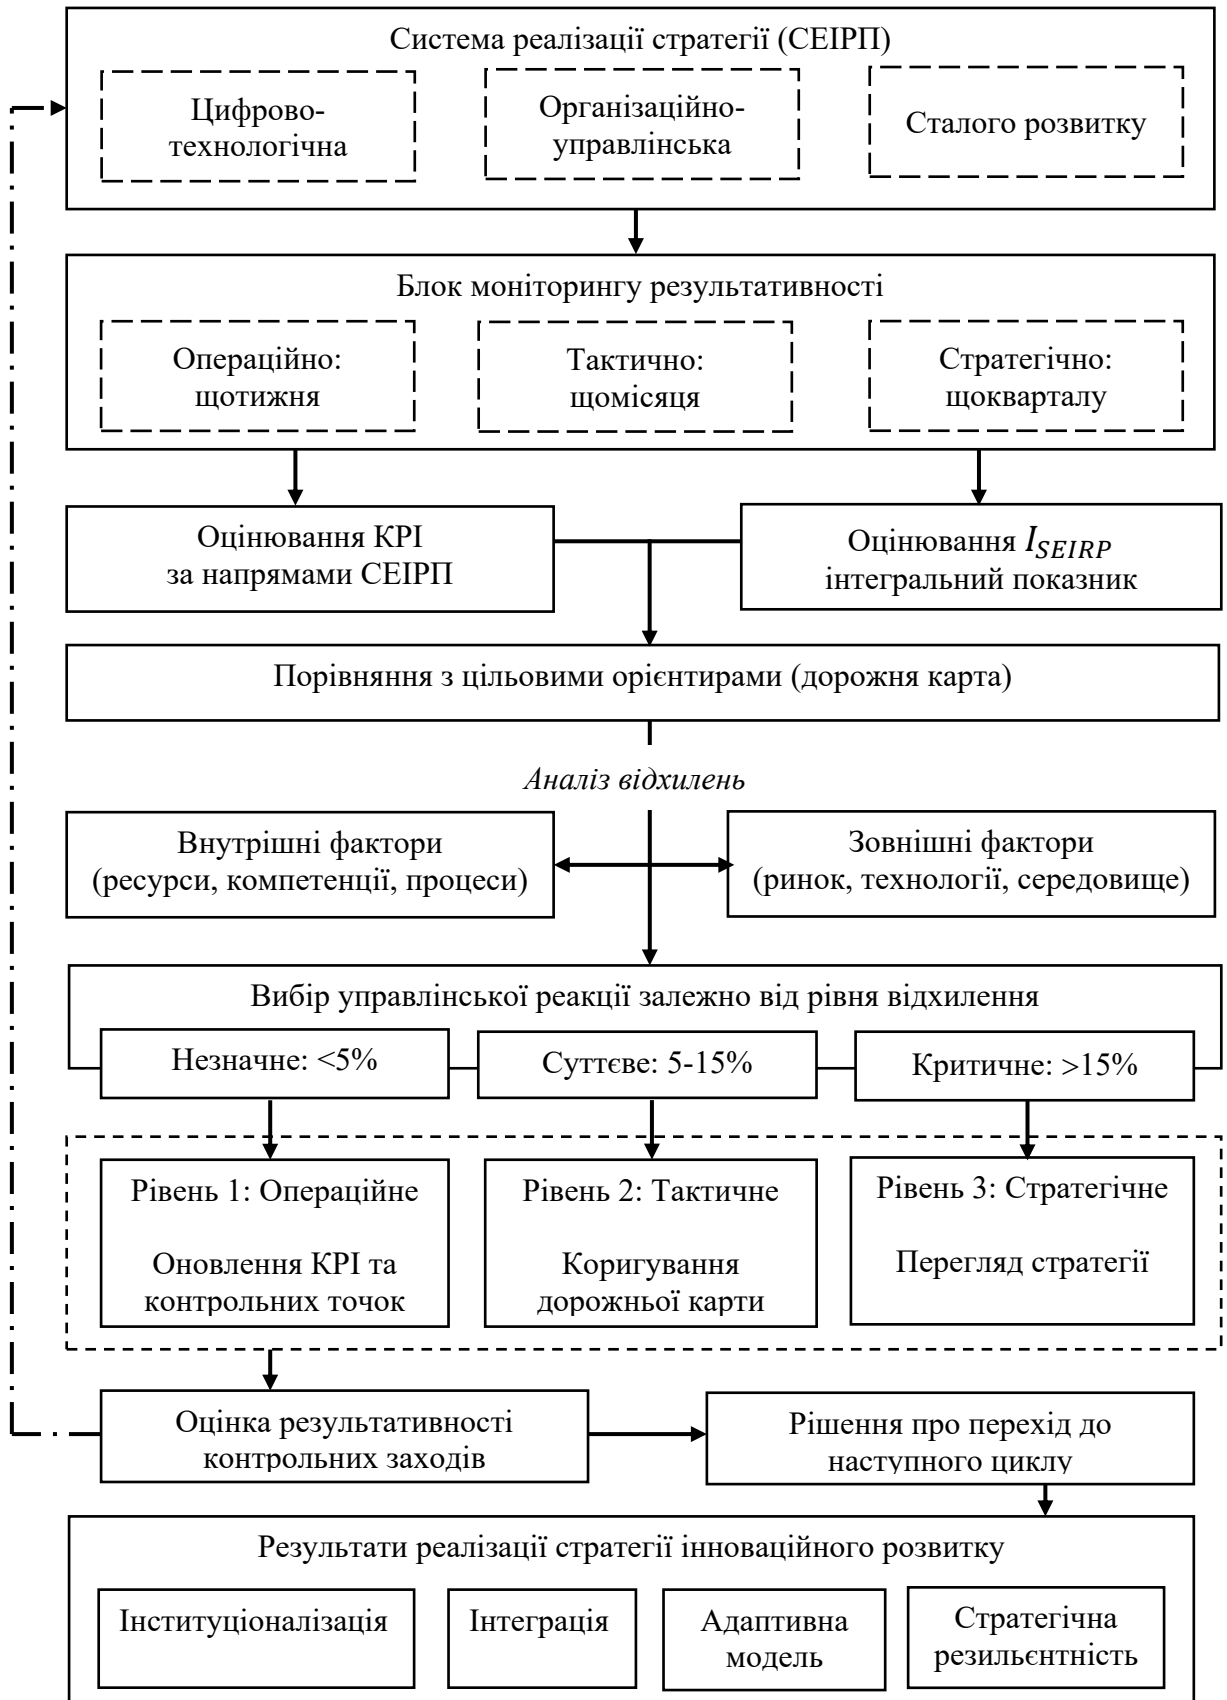 Система реалізації стратегії (СЕІРП)
Цифрово-
технологічна
Організаційно-
управлінська
Сталого розвитку
Блок моніторингу результативності
Операційно:
щотижня
Тактично:
щомісяця
Стратегічно:
щокварталу
Оцінювання КРІ
за напрямами СЕІРП
Оцінювання I_SEIRP
інтегральний показник
Порівняння з цільовими орієнтирами (дорожня карта)
Аналіз відхилень
Внутрішні фактори
(ресурси, компетенції, процеси)
Зовнішні фактори
(ринок, технології, середовище)
Вибір управлінської реакції залежно від рівня відхилення
Незначне: <5%
Суттєве: 5-15%
Критичне: >15%
Рівень 1: Операційне
Оновлення КРІ та
контрольних точок
Рівень 2: Тактичне
Коригування
дорожньої карти
Рівень 3: Стратегічне
Перегляд стратегії
Оцінка результативності
контрольних заходів
Рішення про перехід до
наступного циклу
Результати реалізації стратегії інноваційного розвитку
Інституціоналізація
Інтеграція
Адаптивна
модель
Стратегічна
резильєнтність